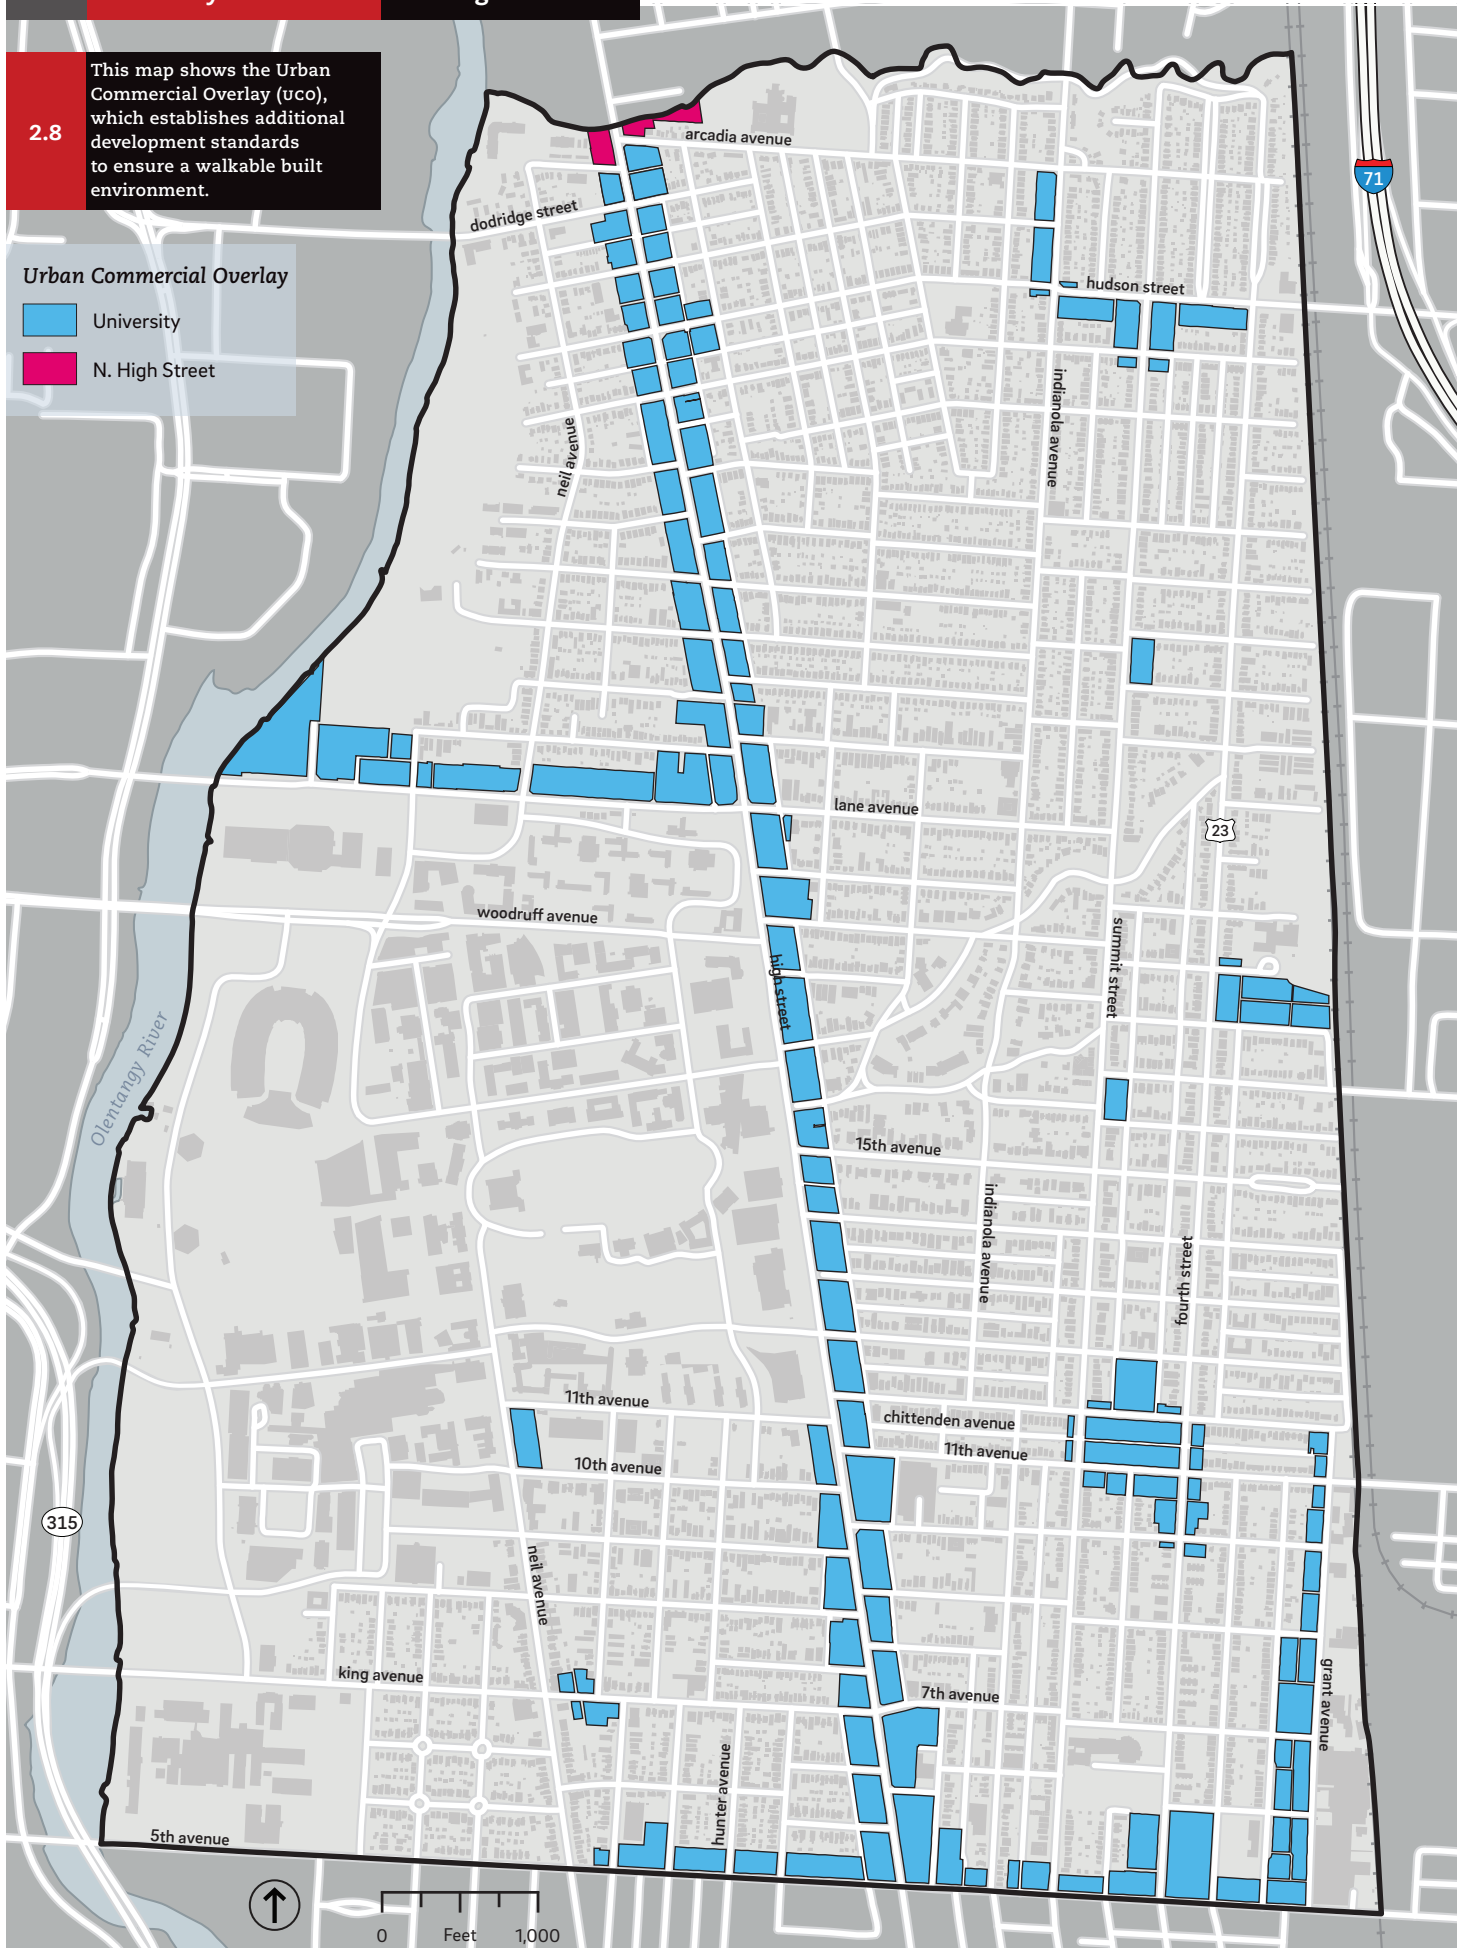 2.8
This map shows the Urban
Commercial Overlay (UCO),
which establishes additional
development standards
to ensure a walkable built
environment.
Urban Commercial Overlay
University
N. High Street
arcadia avenue
71
dodridge street
hudson street
indianola avenue
neil avenue
lane avenue
23
woodruff avenue
summit street
high street
Olentangy River
15th avenue
indianola avenue
fourth street
11th avenue
chittenden avenue
11th avenue
10th avenue
315
neil avenue
king avenue
7th avenue
grant avenue
hunter avenue
5th avenue
0 Feet 1,000